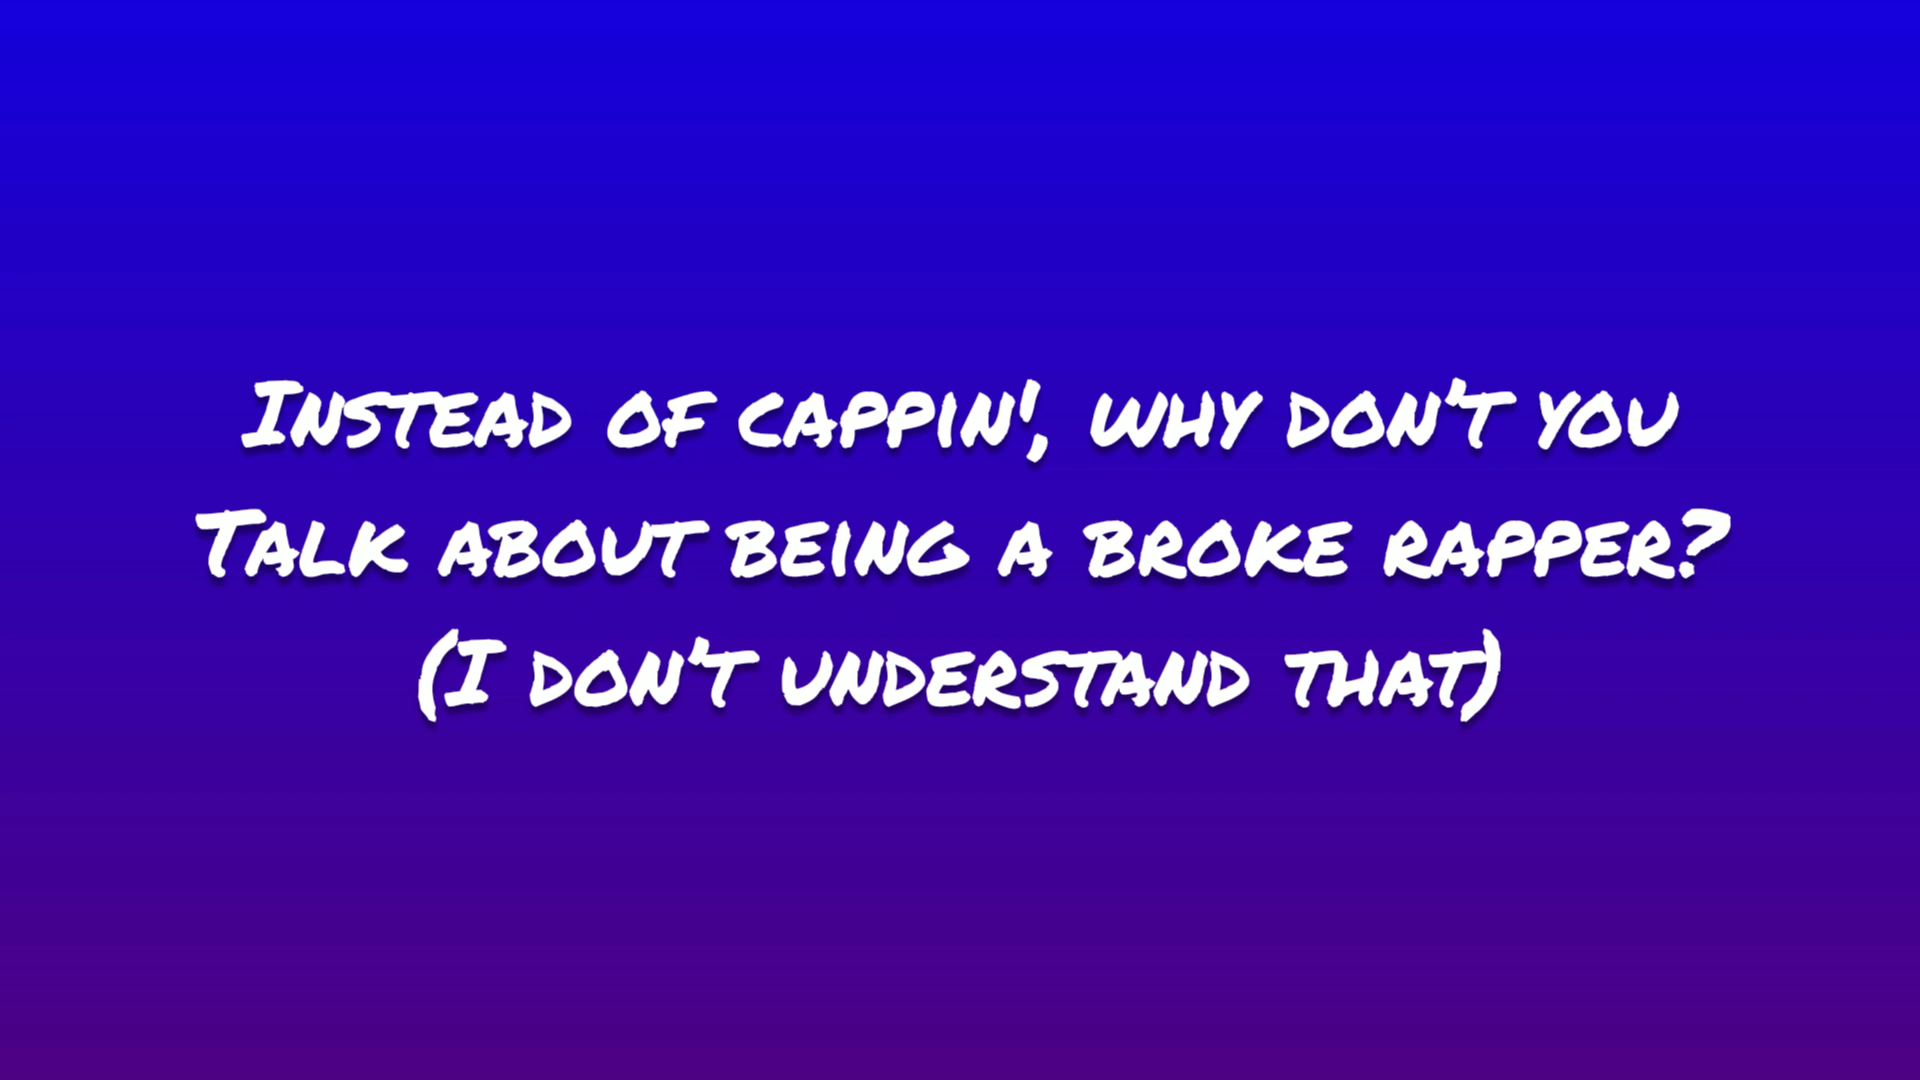 Instead of cappin', why don't you
Talk about being a broke rapper?
(I don't understand that)